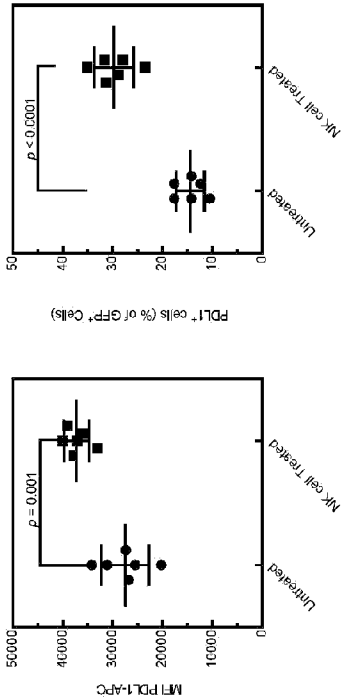 MFI PDL1-APC
50000
40000
30000
20000
10000
0
p = 0.001
Untreated
NK cell Treated
PDL1+ cells (% of GFP+ Cells)
50
40
30
20
10
0
p < 0.0001
Untreated
NK cell Treated